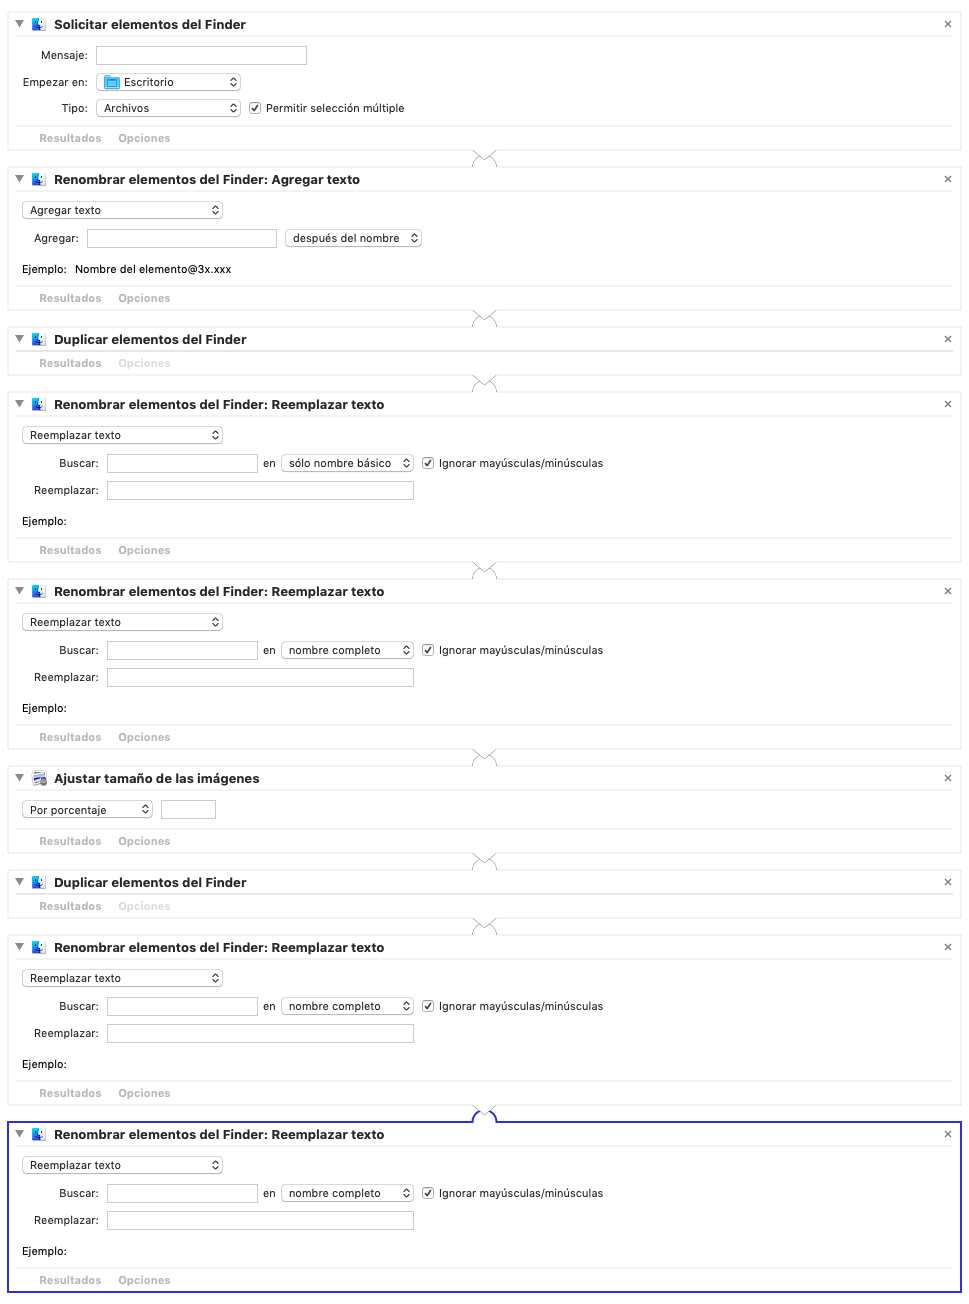 Solicitar elementos del Finder
Mensaje:
Empezar en: Escritorio
Tipo: Archivos Permitir selección múltiple
Resultados Opciones
Renombrar elementos del Finder: Agregar texto
Agregar texto
Agregar: después del nombre
Ejemplo: Nombre del elemento@3x.xxx
Resultados Opciones
Duplicar elementos del Finder
Resultados Opciones
Renombrar elementos del Finder: Reemplazar texto
Reemplazar texto
Buscar: en sólo nombre básico Ignorar mayúsculas/minúsculas
Reemplazar:
Ejemplo:
Resultados Opciones
Renombrar elementos del Finder: Reemplazar texto
Reemplazar texto
Buscar: en nombre completo Ignorar mayúsculas/minúsculas
Reemplazar:
Ejemplo:
Resultados Opciones
Ajustar tamaño de las imágenes
Por porcentaje
Resultados Opciones
Duplicar elementos del Finder
Resultados Opciones
Renombrar elementos del Finder: Reemplazar texto
Reemplazar texto
Buscar: en nombre completo Ignorar mayúsculas/minúsculas
Reemplazar:
Ejemplo:
Resultados Opciones
Renombrar elementos del Finder: Reemplazar texto
Reemplazar texto
Buscar: en nombre completo Ignorar mayúsculas/minúsculas
Reemplazar:
Ejemplo:
Resultados Opciones